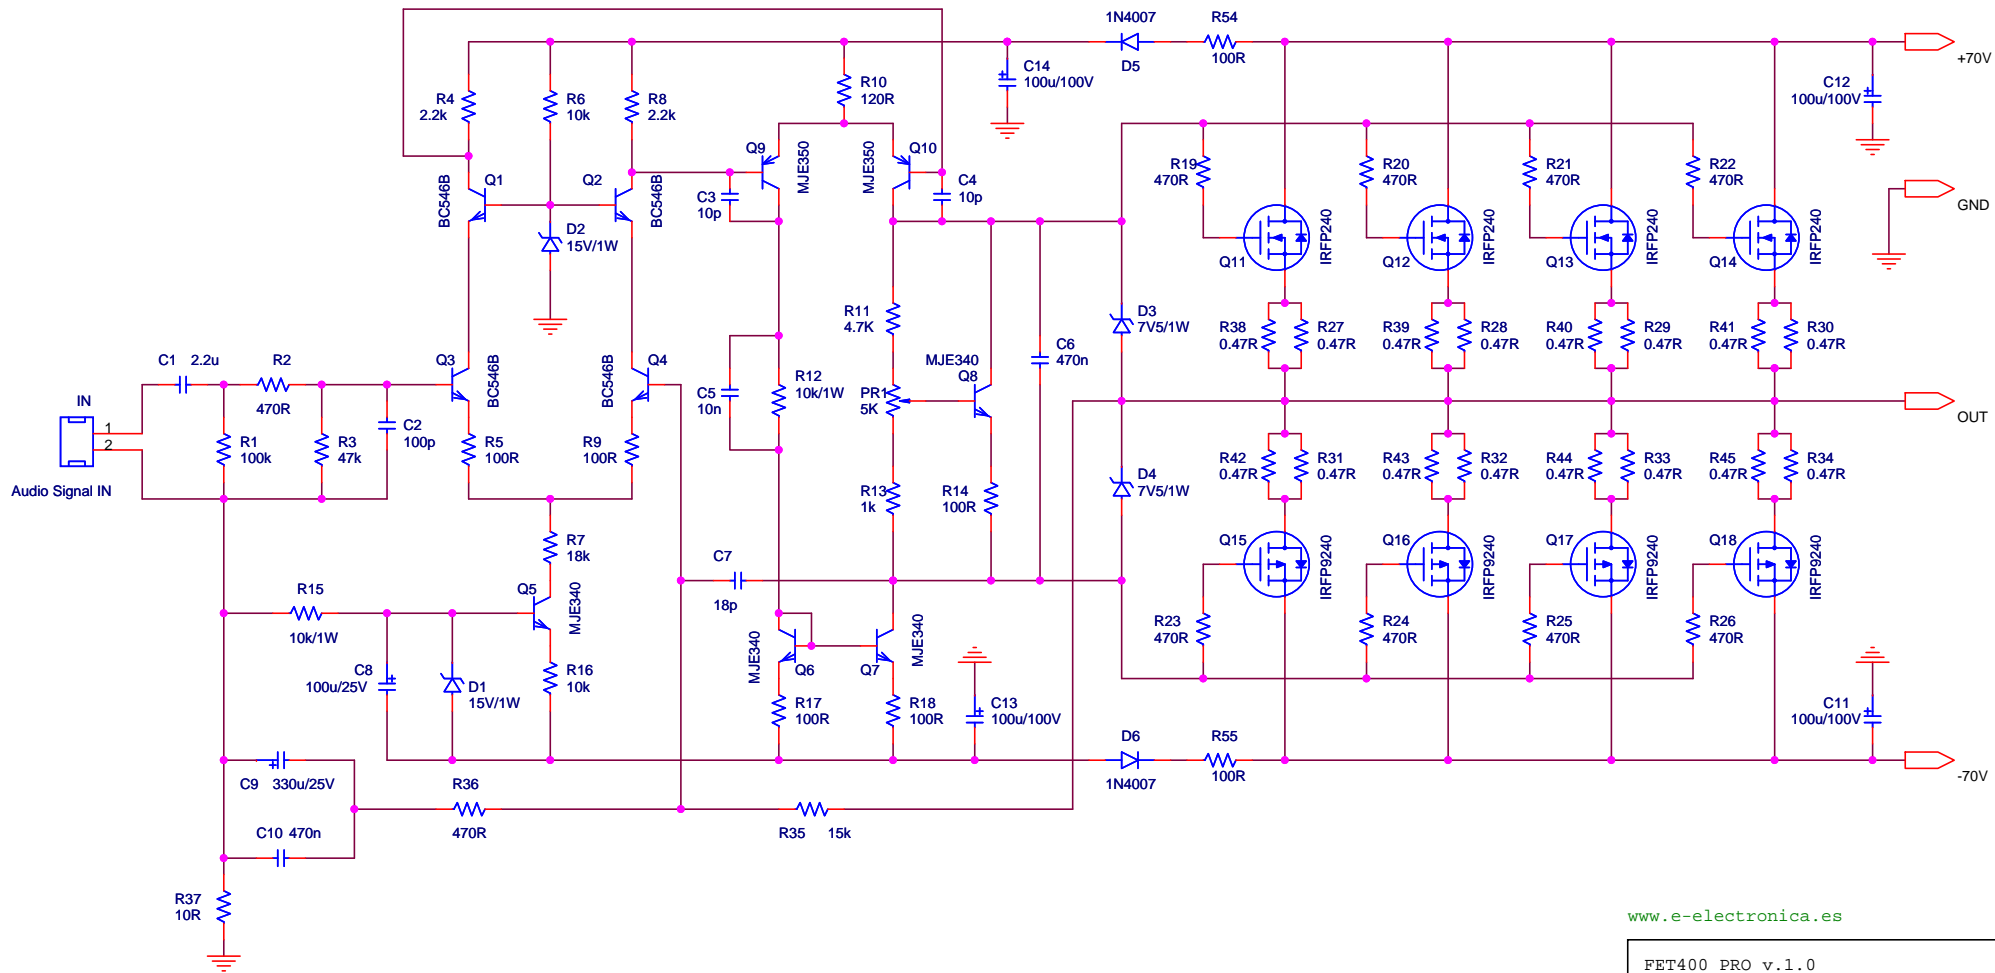 1N4007
D5
R54
100R
+70V
R4
2.2k
R6
10k
R8
2.2k
R10
120R
C14
100u/100V
C12
100u/100V
Q1
BC546B
Q2
BC546B
Q9
MJE350
MJE350
Q10
C3
10p
C4
10p
D2
15V/1W
R19
470R
R20
470R
R21
470R
R22
470R
GND
Q11
IRFP240
Q12
IRFP240
Q13
IRFP240
Q14
IRFP240
R11
4.7K
D3
7V5/1W
C6
470n
R38
0.47R
R27
0.47R
R39
0.47R
R28
0.47R
R40
0.47R
R29
0.47R
R41
0.47R
R30
0.47R
C1
2.2u
R2
470R
Q3
BC546B
Q4
BC546B
C5
10n
R12
10k/1W
PR1
5K
MJE340
Q8
OUT
IN
1
2
Audio Signal IN
R1
100k
R3
47k
C2
100p
R5
100R
R9
100R
R13
1k
R14
100R
D4
7V5/1W
R42
0.47R
R31
0.47R
R43
0.47R
R32
0.47R
R44
0.47R
R33
0.47R
R45
0.47R
R34
0.47R
R7
18k
C7
18p
Q15
IRFP9240
Q16
IRFP9240
Q17
IRFP9240
Q18
IRFP9240
R15
10k/1W
Q5
MJE340
MJE340
Q6
Q7
MJE340
R23
470R
R24
470R
R25
470R
R26
470R
C8
100u/25V
D1
15V/1W
R16
10k
R17
100R
R18
100R
C13
100u/100V
C11
100u/100V
D6
1N4007
R55
100R
-70V
C9
330u/25V
R36
470R
R35
15k
C10
470n
R37
10R
www.e-electronica.es
FET400 PRO v.1.0